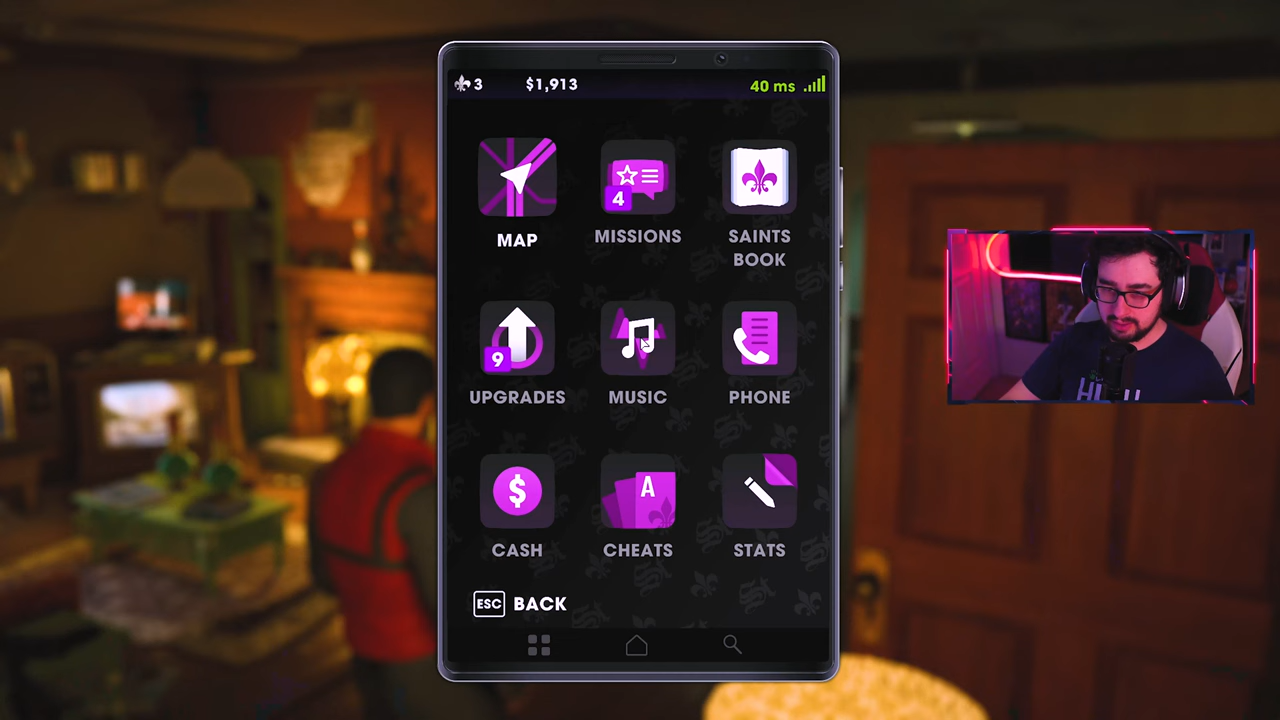 3 $1,913 40 ms
4
MAP MISSIONS SAINTS BOOK
9
UPGRADES MUSIC PHONE
$ A
CASH CHEATS STATS
ESC BACK